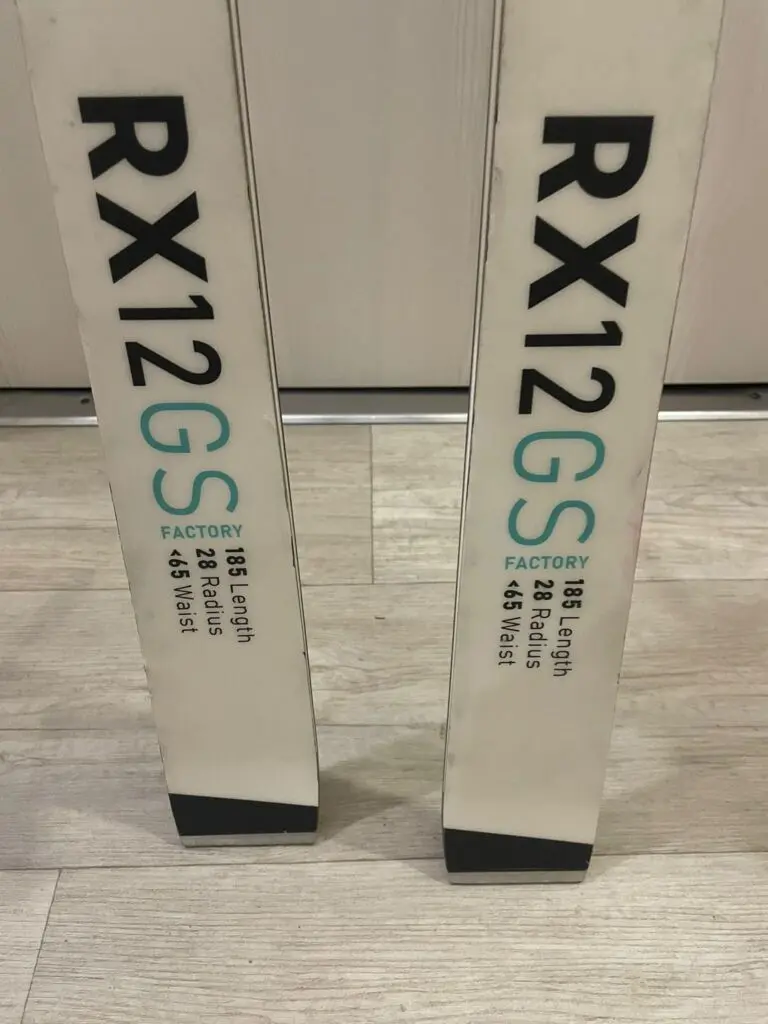 RX12GS
FACTORY
185 Length
28 Radius
<65 Waist
RX12GS
FACTORY
185 Length
28 Radius
<65 Waist